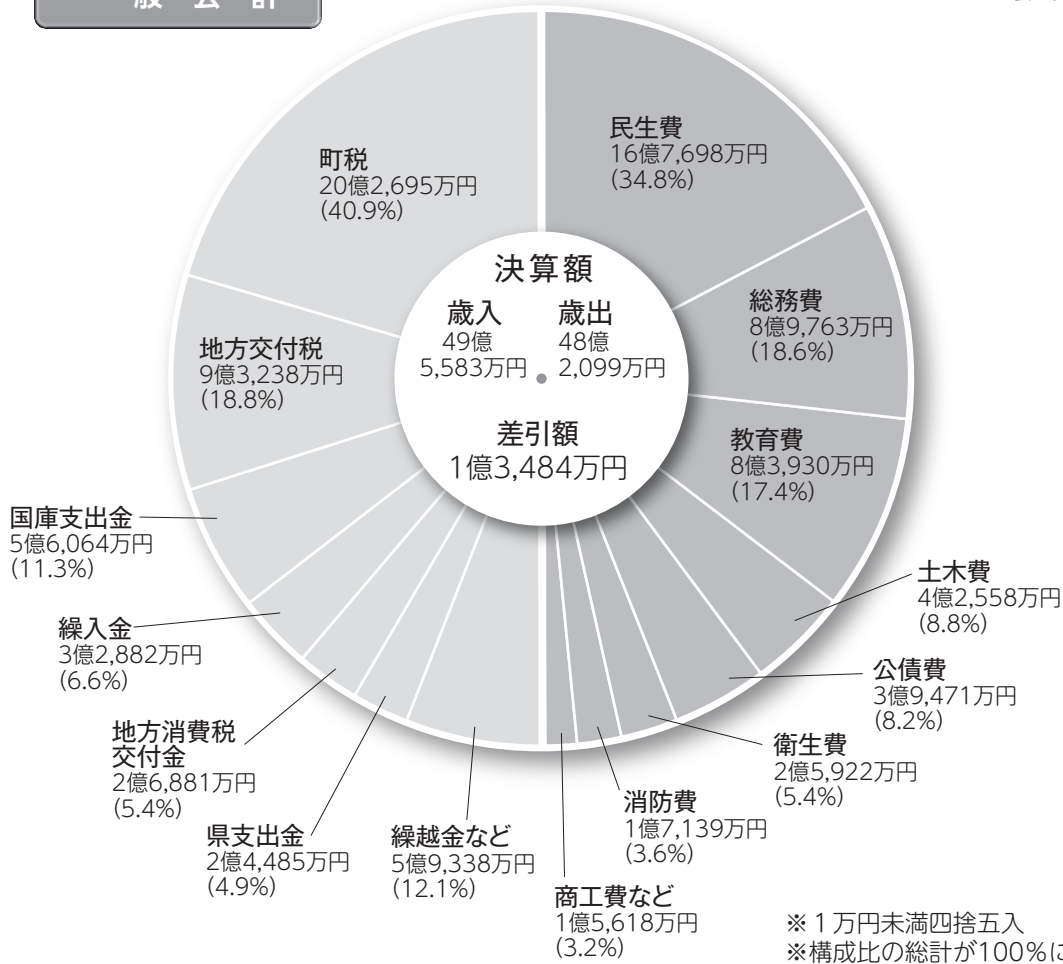 般 会 計
町税
20億2,695万円
(40.9%)
地方交付税
9億3,238万円
(18.8%)
国庫支出金
5億6,064万円
(11.3%)
繰入金
3億2,882万円
(6.6%)
地方消費税
交付金
2億6,881万円
(5.4%)
県支出金
2億4,485万円
(4.9%)
繰越金など
5億9,338万円
(12.1%)
決算額
歳入
49億
5,583万円
歳出
48億
2,099万円
差引額
1億3,484万円
民生費
16億7,698万円
(34.8%)
総務費
8億9,763万円
(18.6%)
教育費
8億3,930万円
(17.4%)
土木費
4億2,558万円
(8.8%)
公債費
3億9,471万円
(8.2%)
衛生費
2億5,922万円
(5.4%)
消防費
1億7,139万円
(3.6%)
商工費など
1億5,618万円
(3.2%)
※1万円未満四捨五入
※構成比の総計が100%に